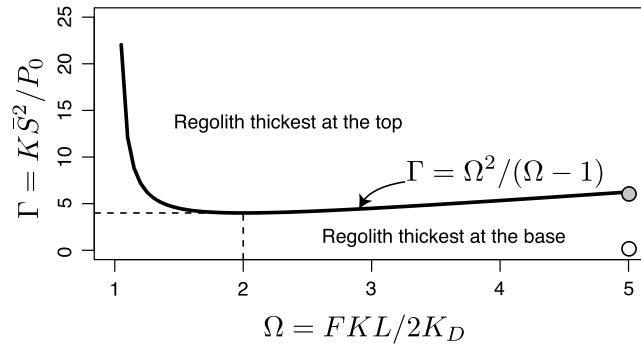 25
20
15
10
5
0
Γ = KS̄²/P₀
Regolith thickest at the top
Γ = Ω²/(Ω − 1)
Regolith thickest at the base
1 2 3 4 5
Ω = FKL/2K_D